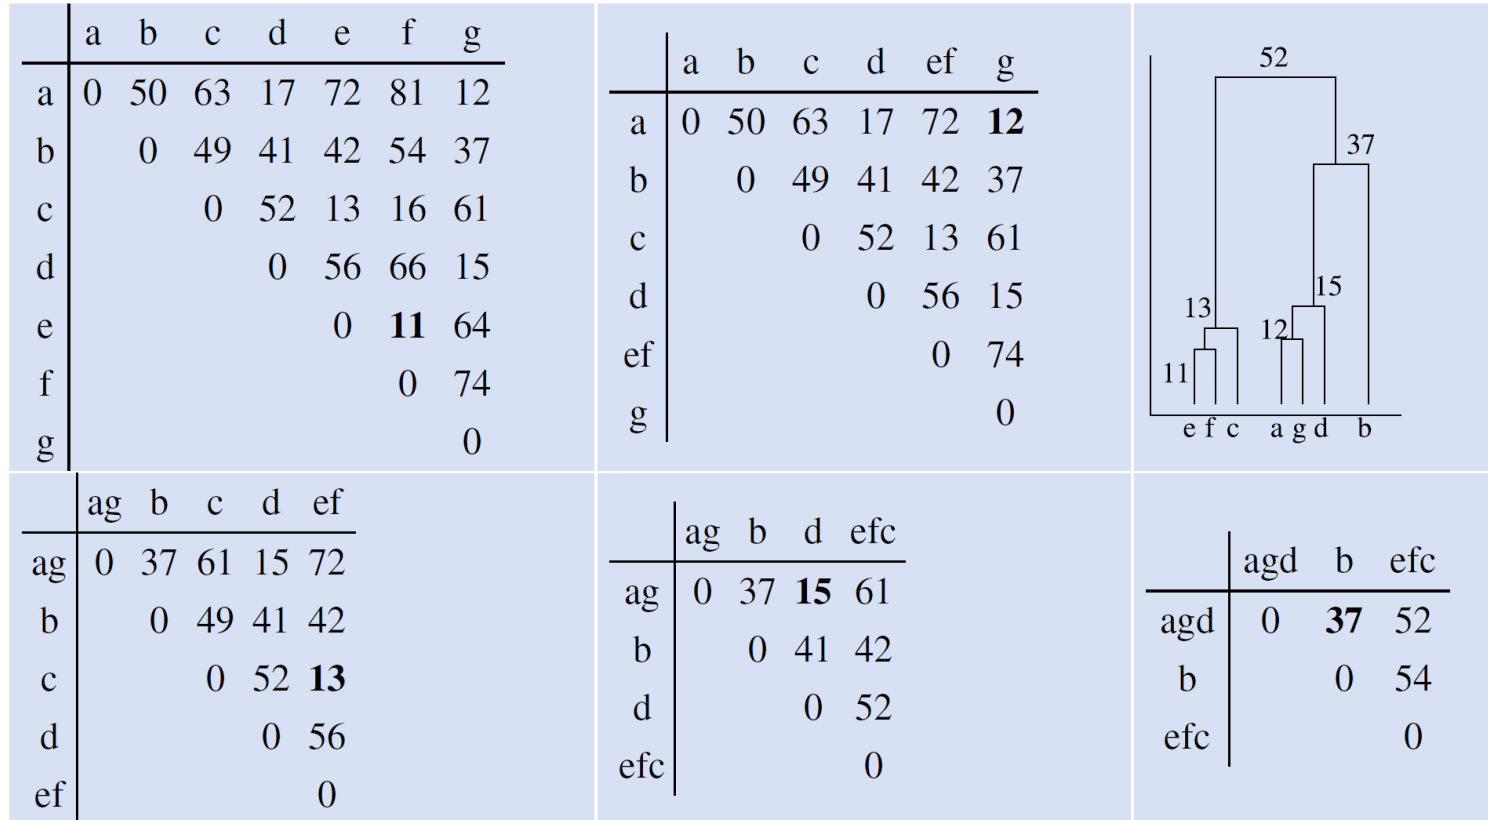 a b c d e f g
a 0 50 63 17 72 81 12
b 0 49 41 42 54 37
c 0 52 13 16 61
d 0 56 66 15
e 0 11 64
f 0 74
g 0
a b c d ef g
a 0 50 63 17 72 12
b 0 49 41 42 37
c 0 52 13 61
d 0 56 15
ef 0 74
g 0
52
37
15
13
12
11
e f c a g d b
ag b c d ef
ag 0 37 61 15 72
b 0 49 41 42
c 0 52 13
d 0 56
ef 0
ag b d efc
ag 0 37 15 61
b 0 41 42
d 0 52
efc 0
agd b efc
agd 0 37 52
b 0 54
efc 0